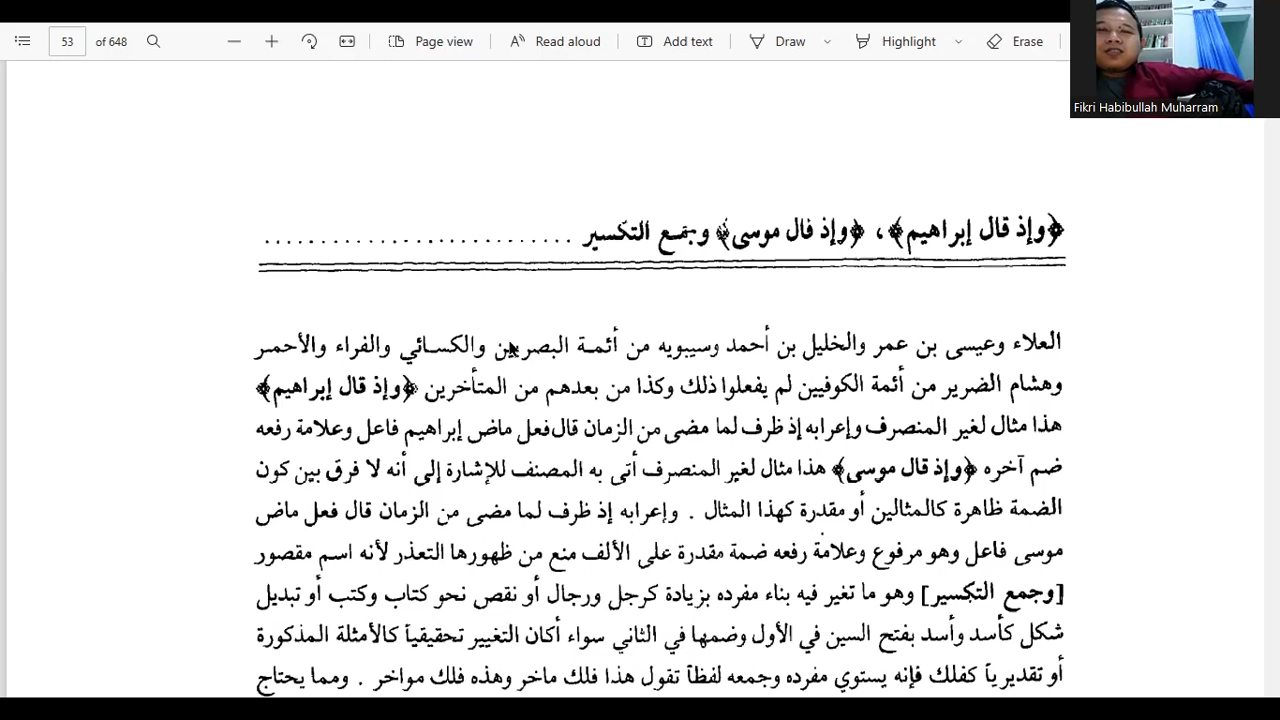 53 of 648 Page view Read aloud Add text Draw Highlight Erase
Fikri Habibullah Muharram
﴿وإذ قال إبراهيم﴾، ﴿وإذ قال موسى﴾ وجمع التكسير ............................
العلاء وعيسى بن عمر والخليل بن أحمد وسيبويه من أئمة البصريين والكسائي والفراء والأحمر
وهشام الضرير من أئمة الكوفيين لم يفعلوا ذلك وكذا من بعدهم من المتأخرين ﴿وإذ قال إبراهيم﴾
هذا مثال لغير المنصرف وإعرابه إذ ظرف لما مضى من الزمان قال فعل ماض إبراهيم فاعل وعلامة رفعه
ضم آخره ﴿وإذ قال موسى﴾ هذا مثال لغير المنصرف أتى به المصنف للإشارة إلى أنه لا فرق بين كون
الضمة ظاهرة كالمثالين أو مقدرة كهذا المثال . وإعرابه إذ ظرف لما مضى من الزمان قال فعل ماض
موسى فاعل وهو مرفوع وعلامة رفعه ضمة مقدرة على الألف منع من ظهورها التعذر لأنه اسم مقصور
[وجمع التكسير] وهو ما تغير فيه بناء مفرده بزيادة كرجل ورجال أو نقص نحو كتاب وكتب أو تبديل
شكل كأسد وأسد بفتح السين في الأول وضمها في الثاني سواء أكان التغيير تحقيقياً كالأمثلة المذكورة
أو تقديرياً كفلك فإنه يستوي مفرده وجمعه لفظاً تقول هذا فلك ماخر وهذه فلك مواخر . ومما يحتاج